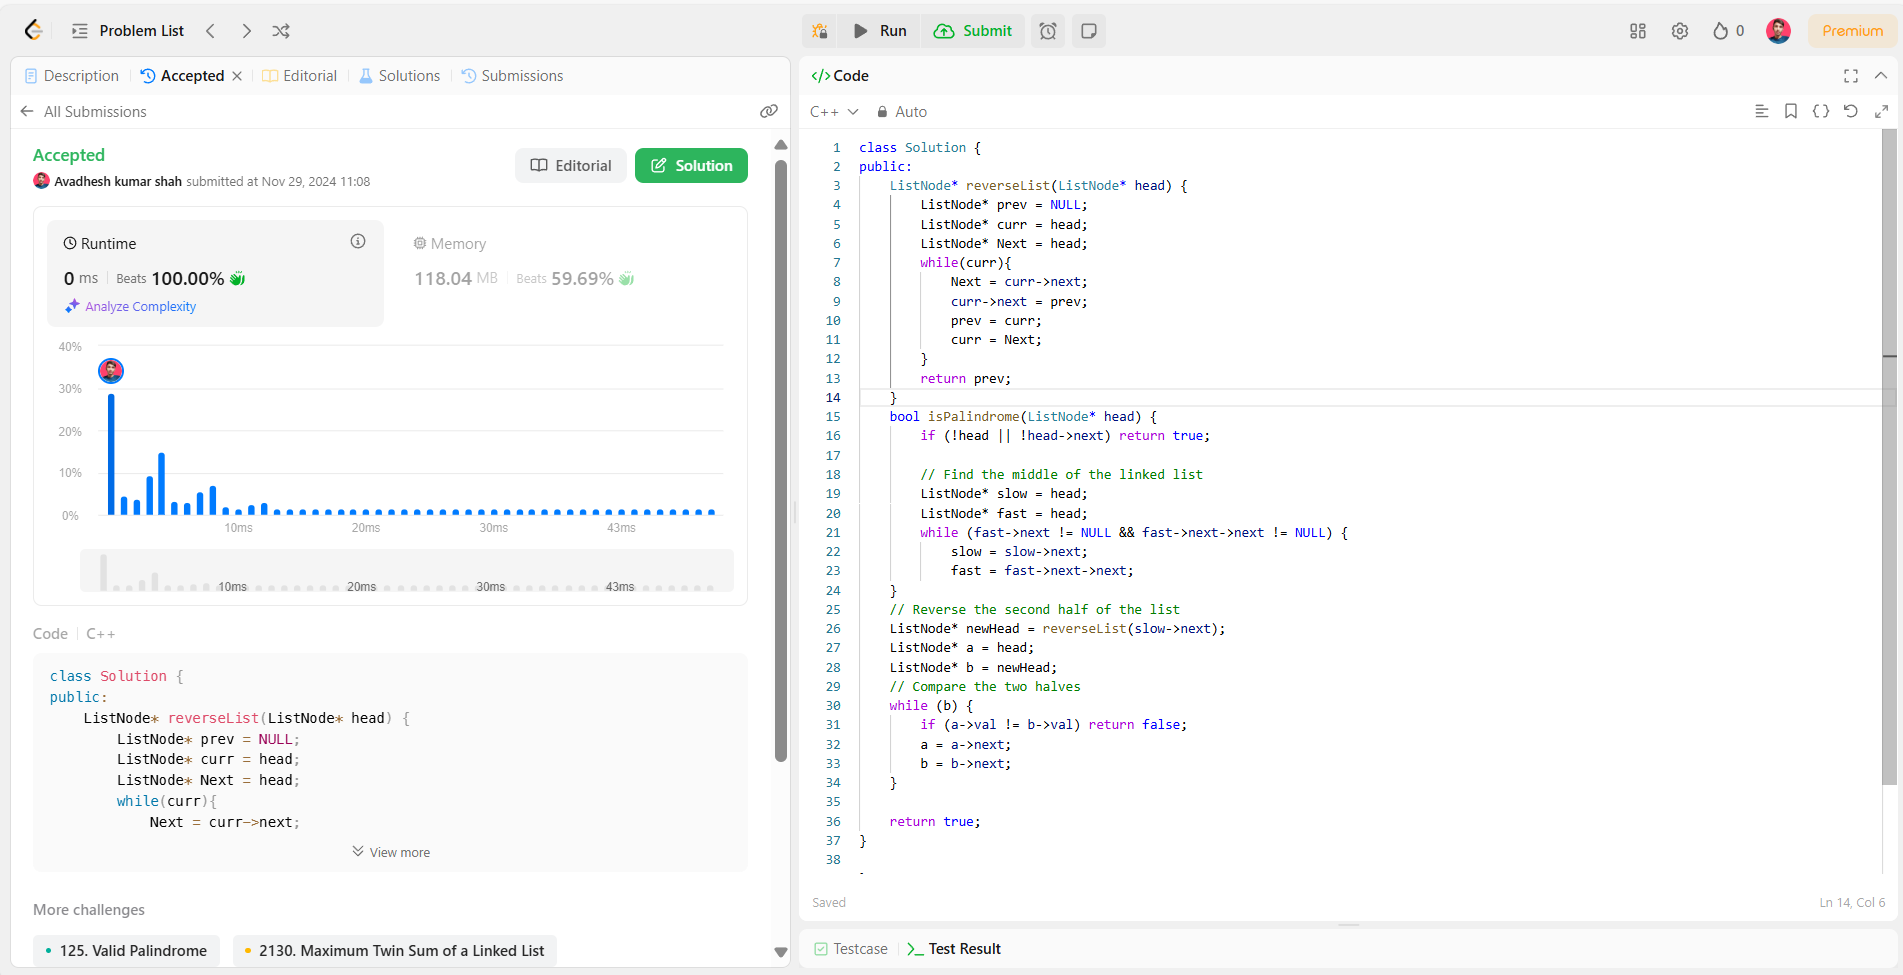 Problem List
Run
Submit
0
Premium
Description
Accepted
Editorial
Solutions
Submissions
All Submissions
Accepted
Avadhesh kumar shah submitted at Nov 29, 2024 11:08
Editorial
Solution
Runtime
0 ms Beats 100.00%
Analyze Complexity
Memory
118.04 MB Beats 59.69%
40%
30%
20%
10%
0%
10ms 20ms 30ms 43ms
10ms 20ms 30ms 43ms
Code C++
class Solution {
public:
    ListNode* reverseList(ListNode* head) {
        ListNode* prev = NULL;
        ListNode* curr = head;
        ListNode* Next = head;
        while(curr){
            Next = curr->next;
View more
More challenges
125. Valid Palindrome
2130. Maximum Twin Sum of a Linked List
</> Code
C++ Auto
1 class Solution {
2 public:
3     ListNode* reverseList(ListNode* head) {
4         ListNode* prev = NULL;
5         ListNode* curr = head;
6         ListNode* Next = head;
7         while(curr){
8             Next = curr->next;
9             curr->next = prev;
10             prev = curr;
11             curr = Next;
12         }
13         return prev;
14     }
15     bool isPalindrome(ListNode* head) {
16         if (!head || !head->next) return true;
17
18         // Find the middle of the linked list
19         ListNode* slow = head;
20         ListNode* fast = head;
21         while (fast->next != NULL && fast->next->next != NULL) {
22             slow = slow->next;
23             fast = fast->next->next;
24     }
25     // Reverse the second half of the list
26     ListNode* newHead = reverseList(slow->next);
27     ListNode* a = head;
28     ListNode* b = newHead;
29     // Compare the two halves
30     while (b) {
31         if (a->val != b->val) return false;
32         a = a->next;
33         b = b->next;
34     }
35
36     return true;
37 }
38
Saved
Ln 14, Col 6
Testcase
Test Result